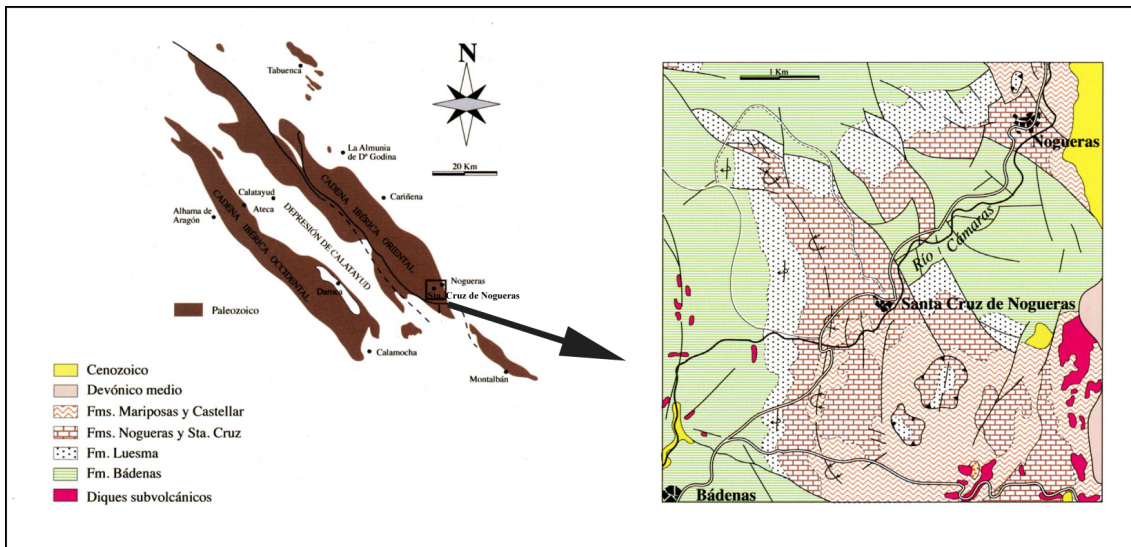 N
20 Km
Tabuenca
La Almunia
de Dª Godina
Cariñena
Calatayud
Ateca
Alhama de
Aragón
CADENA IBÉRICA ORIENTAL
DEPRESIÓN DE CALATAYUD
CADENA IBÉRICA OCCIDENTAL
Daroca
Nogueras
Sta. Cruz de Nogueras
Paleozoico
Calamocha
Montalbán
Cenozoico
Devónico medio
Fms. Mariposas y Castellar
Fms. Nogueras y Sta. Cruz
Fm. Luesma
Fm. Bádenas
Diques subvolcánicos
1 Km
Nogueras
Río Cámaras
Santa Cruz de Nogueras
Bádenas